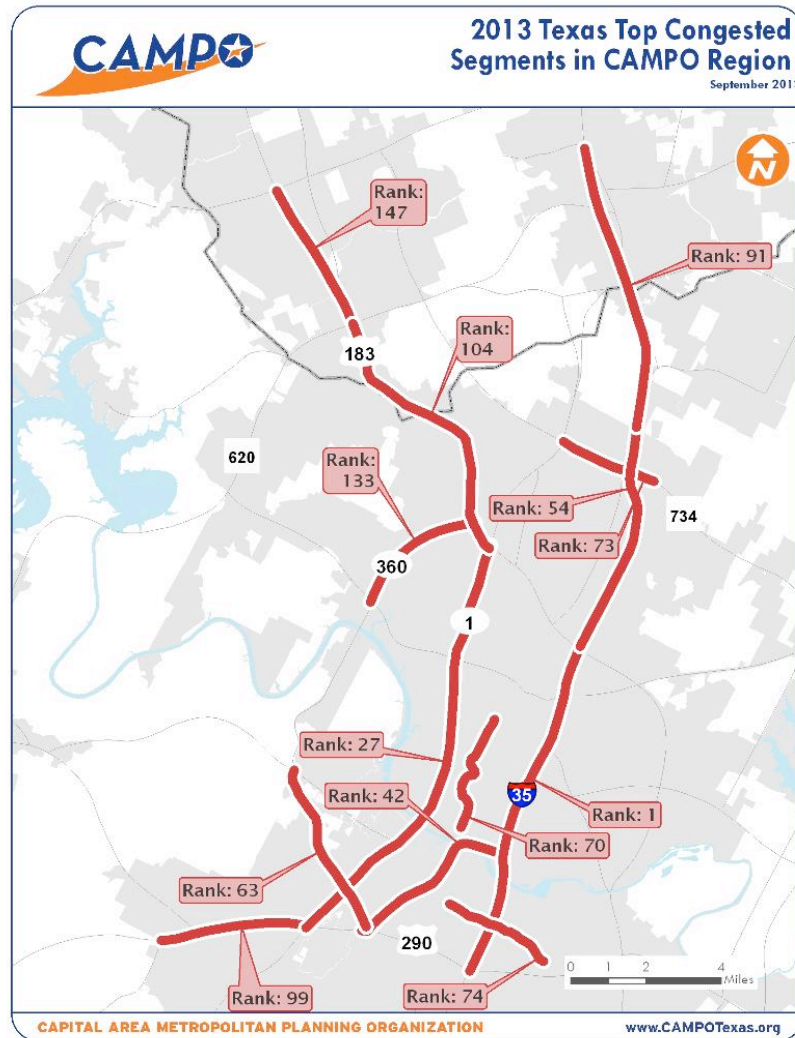 CAMPO
2013 Texas Top Congested
Segments in CAMPO Region
September 2013
N
Rank:
147
Rank: 91
Rank:
104
183
620
Rank:
133
Rank: 54
734
Rank: 73
360
1
Rank: 27
Rank: 42
35
Rank: 1
Rank: 70
Rank: 63
290
0 1 2 4
Miles
Rank: 99
Rank: 74
CAPITAL AREA METROPOLITAN PLANNING ORGANIZATION
www.CAMPOTexas.org